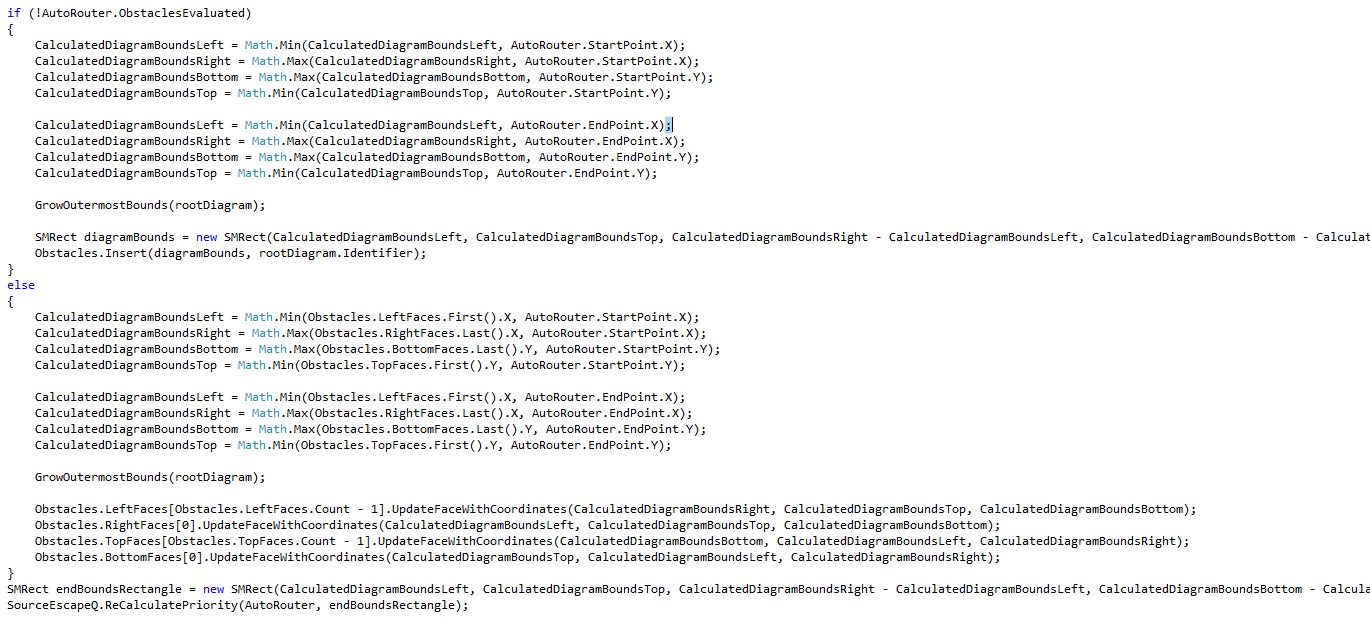 if (!AutoRouter.ObstaclesEvaluated)
{
    CalculatedDiagramBoundsLeft = Math.Min(CalculatedDiagramBoundsLeft, AutoRouter.StartPoint.X);
    CalculatedDiagramBoundsRight = Math.Max(CalculatedDiagramBoundsRight, AutoRouter.StartPoint.X);
    CalculatedDiagramBoundsBottom = Math.Max(CalculatedDiagramBoundsBottom, AutoRouter.StartPoint.Y);
    CalculatedDiagramBoundsTop = Math.Min(CalculatedDiagramBoundsTop, AutoRouter.StartPoint.Y);

    CalculatedDiagramBoundsLeft = Math.Min(CalculatedDiagramBoundsLeft, AutoRouter.EndPoint.X);
    CalculatedDiagramBoundsRight = Math.Max(CalculatedDiagramBoundsRight, AutoRouter.EndPoint.X);
    CalculatedDiagramBoundsBottom = Math.Max(CalculatedDiagramBoundsBottom, AutoRouter.EndPoint.Y);
    CalculatedDiagramBoundsTop = Math.Min(CalculatedDiagramBoundsTop, AutoRouter.EndPoint.Y);

    GrowOutermostBounds(rootDiagram);

    SMRect diagramBounds = new SMRect(CalculatedDiagramBoundsLeft, CalculatedDiagramBoundsTop, CalculatedDiagramBoundsRight - CalculatedDiagramBoundsLeft, CalculatedDiagramBoundsBottom - Calculat
    Obstacles.Insert(diagramBounds, rootDiagram.Identifier);
}
else
{
    CalculatedDiagramBoundsLeft = Math.Min(Obstacles.LeftFaces.First().X, AutoRouter.StartPoint.X);
    CalculatedDiagramBoundsRight = Math.Max(Obstacles.RightFaces.Last().X, AutoRouter.StartPoint.X);
    CalculatedDiagramBoundsBottom = Math.Max(Obstacles.BottomFaces.Last().Y, AutoRouter.StartPoint.Y);
    CalculatedDiagramBoundsTop = Math.Min(Obstacles.TopFaces.First().Y, AutoRouter.StartPoint.Y);

    CalculatedDiagramBoundsLeft = Math.Min(Obstacles.LeftFaces.First().X, AutoRouter.EndPoint.X);
    CalculatedDiagramBoundsRight = Math.Max(Obstacles.RightFaces.Last().X, AutoRouter.EndPoint.X);
    CalculatedDiagramBoundsBottom = Math.Max(Obstacles.BottomFaces.Last().Y, AutoRouter.EndPoint.Y);
    CalculatedDiagramBoundsTop = Math.Min(Obstacles.TopFaces.First().Y, AutoRouter.EndPoint.Y);

    GrowOutermostBounds(rootDiagram);

    Obstacles.LeftFaces[Obstacles.LeftFaces.Count - 1].UpdateFaceWithCoordinates(CalculatedDiagramBoundsRight, CalculatedDiagramBoundsTop, CalculatedDiagramBoundsBottom);
    Obstacles.RightFaces[0].UpdateFaceWithCoordinates(CalculatedDiagramBoundsLeft, CalculatedDiagramBoundsTop, CalculatedDiagramBoundsBottom);
    Obstacles.TopFaces[Obstacles.TopFaces.Count - 1].UpdateFaceWithCoordinates(CalculatedDiagramBoundsBottom, CalculatedDiagramBoundsLeft, CalculatedDiagramBoundsRight);
    Obstacles.BottomFaces[0].UpdateFaceWithCoordinates(CalculatedDiagramBoundsTop, CalculatedDiagramBoundsLeft, CalculatedDiagramBoundsRight);
}
SMRect endBoundsRectangle = new SMRect(CalculatedDiagramBoundsLeft, CalculatedDiagramBoundsTop, CalculatedDiagramBoundsRight - CalculatedDiagramBoundsLeft, CalculatedDiagramBoundsBottom - Calcula
SourceEscapeQ.ReCalculatePriority(AutoRouter, endBoundsRectangle);